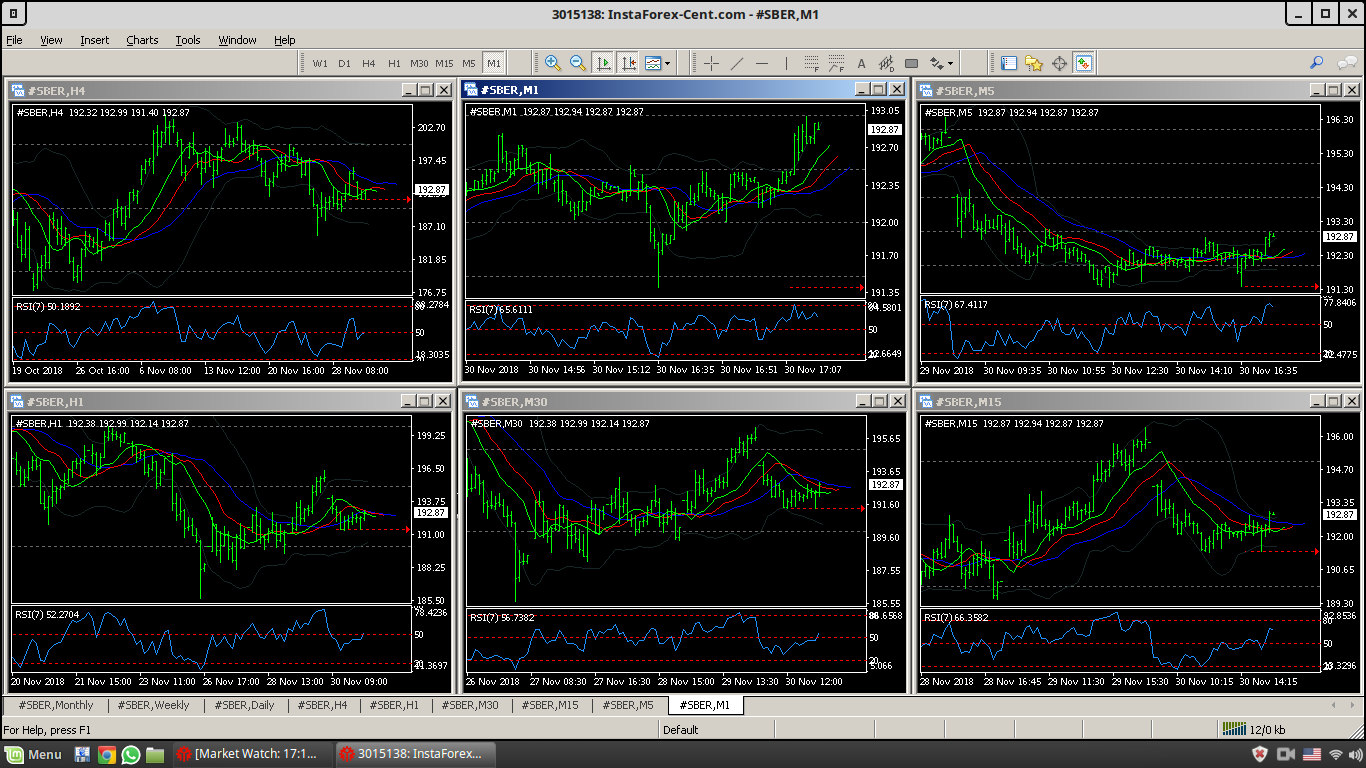 3015138: InstaForex-Cent.com - #SBER,M1
File View Insert Charts Tools Window Help
W1 D1 H4 H1 M30 M15 M5 M1
#SBER,H4
#SBER,H4 192.32 192.99 191.40 192.87
202.70
197.45
192.87
187.10
181.85
176.75
RSI(7) 50.1892
50
19 Oct 2018 26 Oct 16:00 6 Nov 08:00 13 Nov 12:00 20 Nov 16:00 28 Nov 08:00
#SBER,M1
#SBER,M1 192.87 192.94 192.87 192.87
193.05
192.87
192.70
192.35
192.00
191.70
191.35
RSI(7) 65.6111
50
30 Nov 2018 30 Nov 14:56 30 Nov 15:12 30 Nov 16:35 30 Nov 16:51 30 Nov 17:07
#SBER,M5
#SBER,M5 192.87 192.94 192.87 192.87
196.30
195.30
194.30
193.30
192.87
192.30
191.30
RSI(7) 67.4117
77.8406
50
29 Nov 2018 30 Nov 09:35 30 Nov 10:55 30 Nov 12:30 30 Nov 14:10 30 Nov 16:35
#SBER,H1
#SBER,H1 192.38 192.99 192.14 192.87
199.25
196.50
193.75
192.87
191.00
188.25
185.50
RSI(7) 52.2704
78.4236
50
20 Nov 2018 21 Nov 15:00 23 Nov 11:00 26 Nov 17:00 28 Nov 13:00 30 Nov 09:00
#SBER,M30
#SBER,M30 192.38 192.99 192.14 192.87
195.65
193.65
192.87
191.60
189.60
187.55
185.55
RSI(7) 56.7382
50
20
5.066
26 Nov 2018 27 Nov 08:30 27 Nov 16:30 28 Nov 15:00 29 Nov 13:30 30 Nov 12:00
#SBER,M15
#SBER,M15 192.87 192.94 192.87 192.87
196.00
194.70
193.35
192.87
192.00
190.65
189.30
RSI(7) 66.3582
80
50
28 Nov 2018 28 Nov 16:45 29 Nov 11:30 29 Nov 15:30 30 Nov 10:15 30 Nov 14:15
#SBER,Monthly #SBER,Weekly #SBER,Daily #SBER,H4 #SBER,H1 #SBER,M30 #SBER,M15 #SBER,M5 #SBER,M1
For Help, press F1 Default 12/0 kb
Menu [Market Watch: 17:1... 3015138: InstaForex...